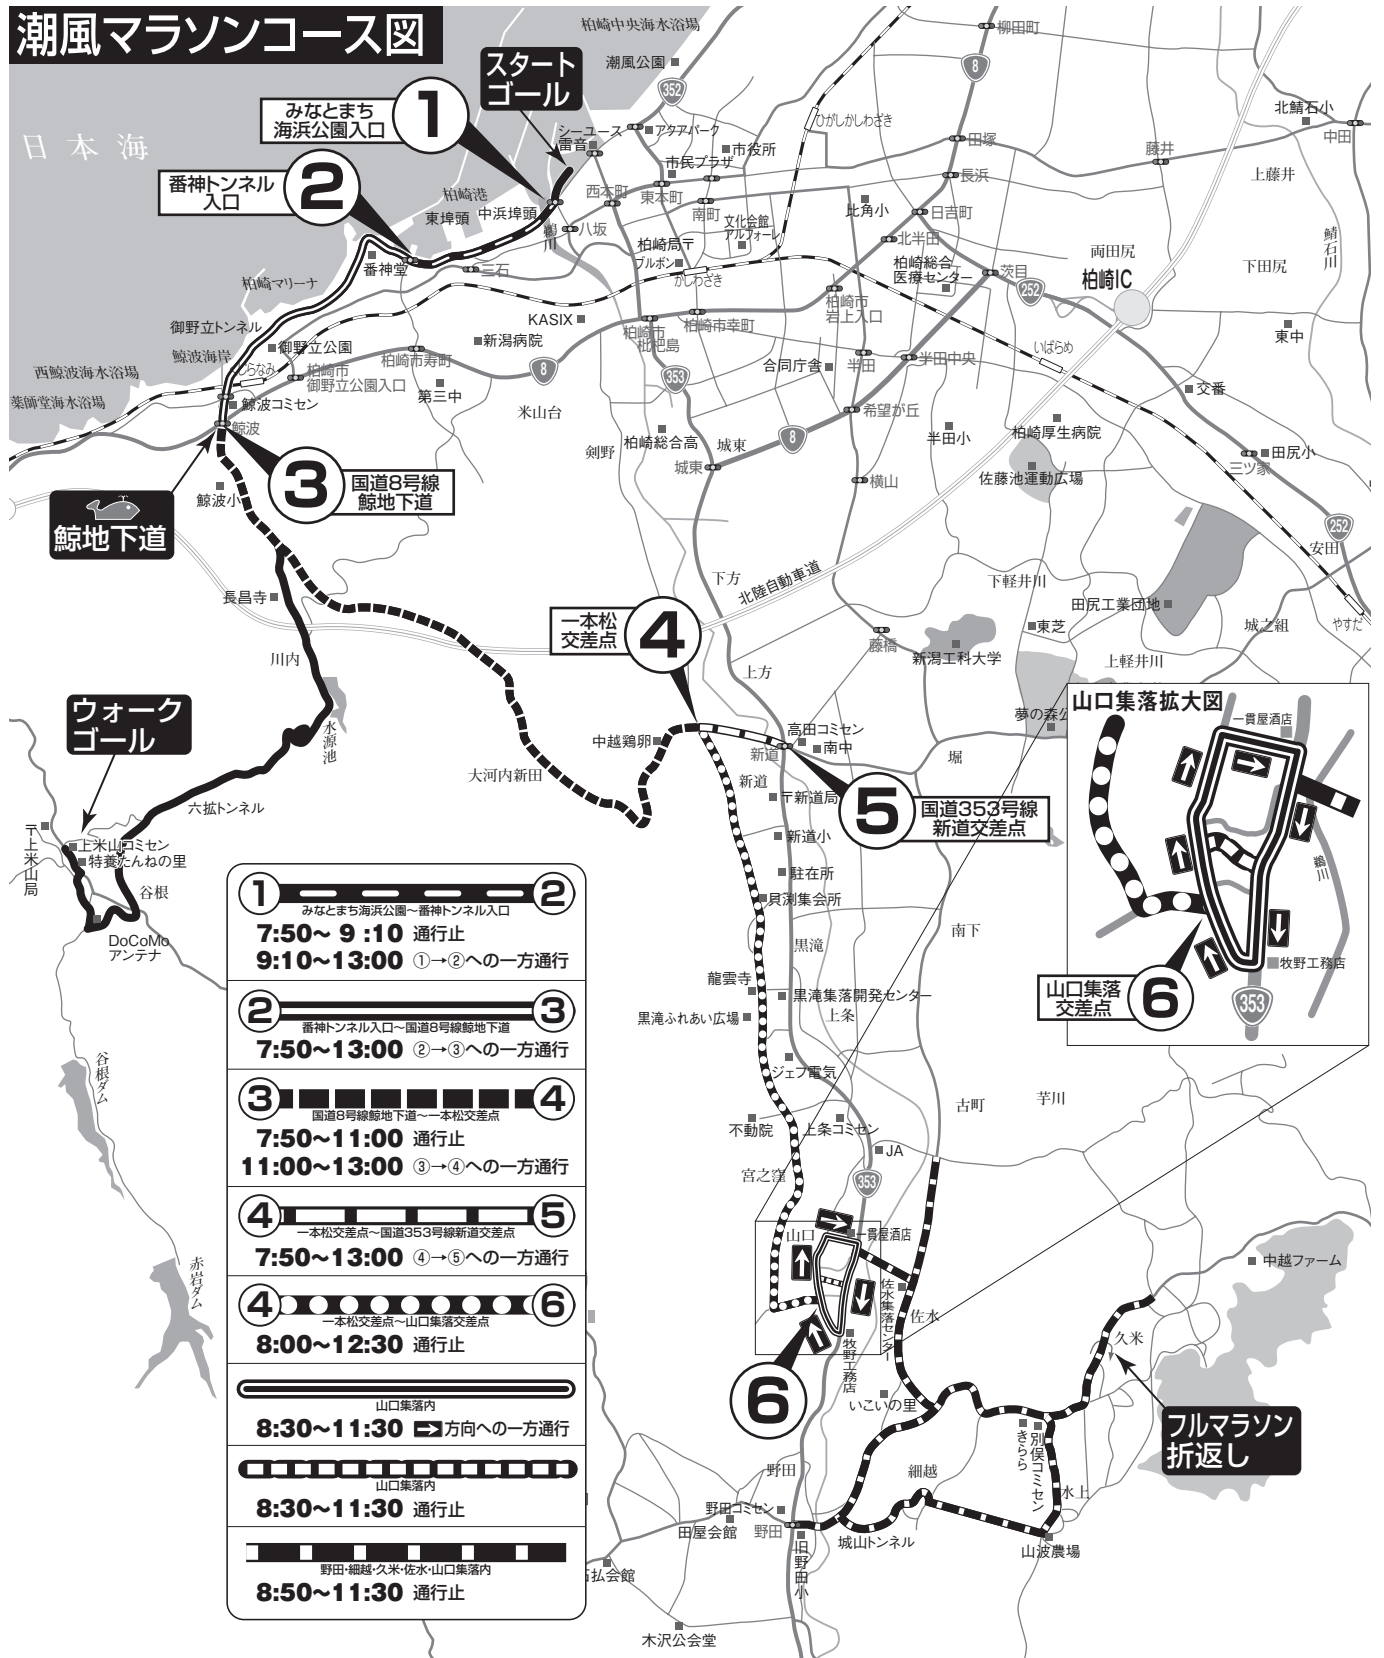 潮風マラソンコース図
柏崎中央海水浴場
潮風公園
柳田町
8
352
スタート
ゴール
みなとまち
海浜公園入口
1
日本海
番神トンネル
入口
2
シーユース
雷音
アクアパーク
市役所
市民プラザ
ひがしかしわざき
田塚
藤井
北鯖石小
中田
上藤井
長浜
柏崎港
東埠頭
中浜埠頭
西本町
東本町
南町
文化会館
アルフォーレ
比角小
日吉町
鵜川
八坂
柏崎局〒
ブルボン
かしわざき
北半田
柏崎総合
医療センター
茨目
252
両田尻
柏崎IC
鯖石川
下田尻
番神堂
三石
柏崎マリーナ
御野立トンネル
KASIX
柏崎市
枇杷島
柏崎市幸町
柏崎市
岩上入口
東中
鯨波海岸
御野立公園
新潟病院
柏崎市寿町
8
353
合同庁舎
半田
半田中央
いばらめ
西鯨波海水浴場
くじらなみ
柏崎市
御野立公園入口
第三中
薬師堂海水浴場
鯨波コミセン
鯨波
米山台
交番
希望が丘
剣野
柏崎総合高
城東
8
半田小
柏崎厚生病院
田尻小
三ツ家
城東
横山
佐藤池運動広場
3
国道8号線
鯨地下道
鯨波小
鯨地下道
252
安田
下方
北陸自動車道
下軽井川
田尻工業団地
長昌寺
一本松
交差点
4
東芝
城之組
やすだ
藤橋
新潟工科大学
上軽井川
川内
上方
ウォーク
ゴール
水源池
中越鶏卵
高田コミセン
南中
新道
夢の森公
山口集落拡大図
一貫屋酒店
大河内新田
新道
堀
〒新道局
5
国道353号線
新道交差点
六拡トンネル
〒上米山局
上米山コミセン
特養たんねの里
新道小
鵜川
谷根
駐在所
貝渕集会所
DoCoMo
アンテナ
黒滝
南下
牧野工務店
山口集落
交差点
6
353
龍雲寺
黒滝集落開発センター
黒滝ふれあい広場
上条
谷根ダム
ジェフ電気
古町
芋川
不動院
上条コミセン
JA
宮之窪
353
山口
一貫屋酒店
赤岩ダム
佐水集落センター
佐水
中越ファーム
牧野工務店
久米
6
いこいの里
フルマラソン
折返し
きらら
別俣コミセン
野田
細越
水上
野田コミセン
田屋会館
野田
城山トンネル
山波農場
旧野田小
石払会館
木沢公会堂
1 2
みなとまち海浜公園～番神トンネル入口
7:50～9:10 通行止
9:10～13:00 ①→②への一方通行
2 3
番神トンネル入口～国道8号線鯨地下道
7:50～13:00 ②→③への一方通行
3 4
国道8号線鯨地下道～一本松交差点
7:50～11:00 通行止
11:00～13:00 ③→④への一方通行
4 5
一本松交差点～国道353号線新道交差点
7:50～13:00 ④→⑤への一方通行
4 6
一本松交差点～山口集落交差点
8:00～12:30 通行止
山口集落内
8:30～11:30 ➡方向への一方通行
山口集落内
8:30～11:30 通行止
野田・細越・久米・佐水・山口集落内
8:50～11:30 通行止